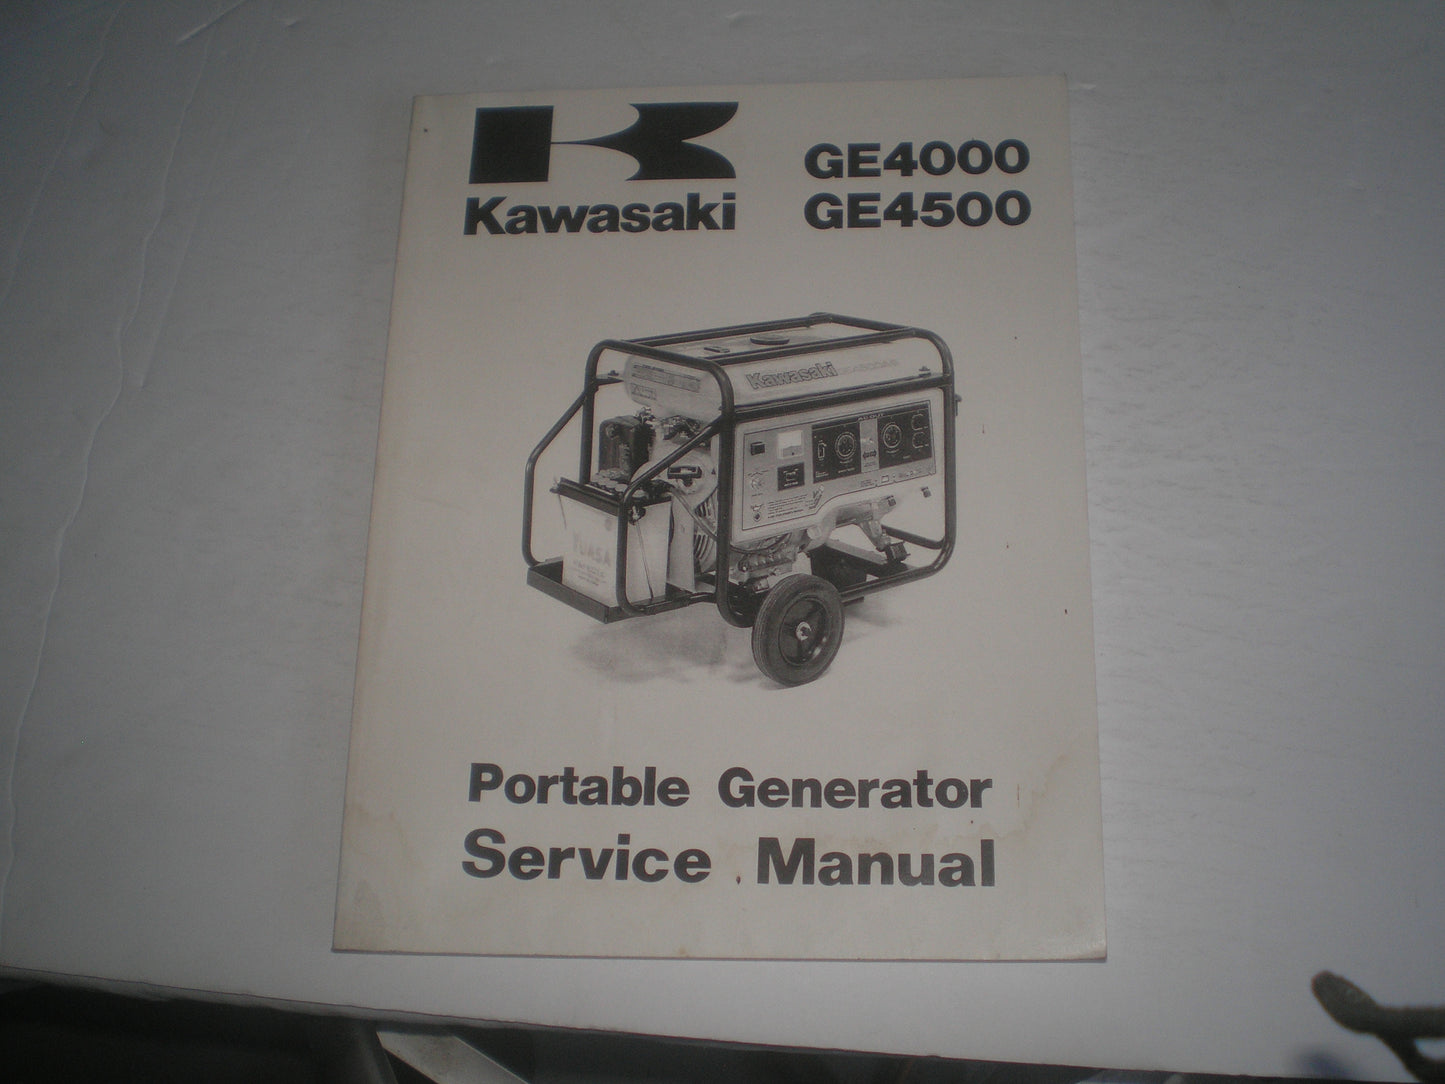 Kawasaki
GE4000
GE4500
Kawasaki
YUASA
Portable Generator
Service Manual